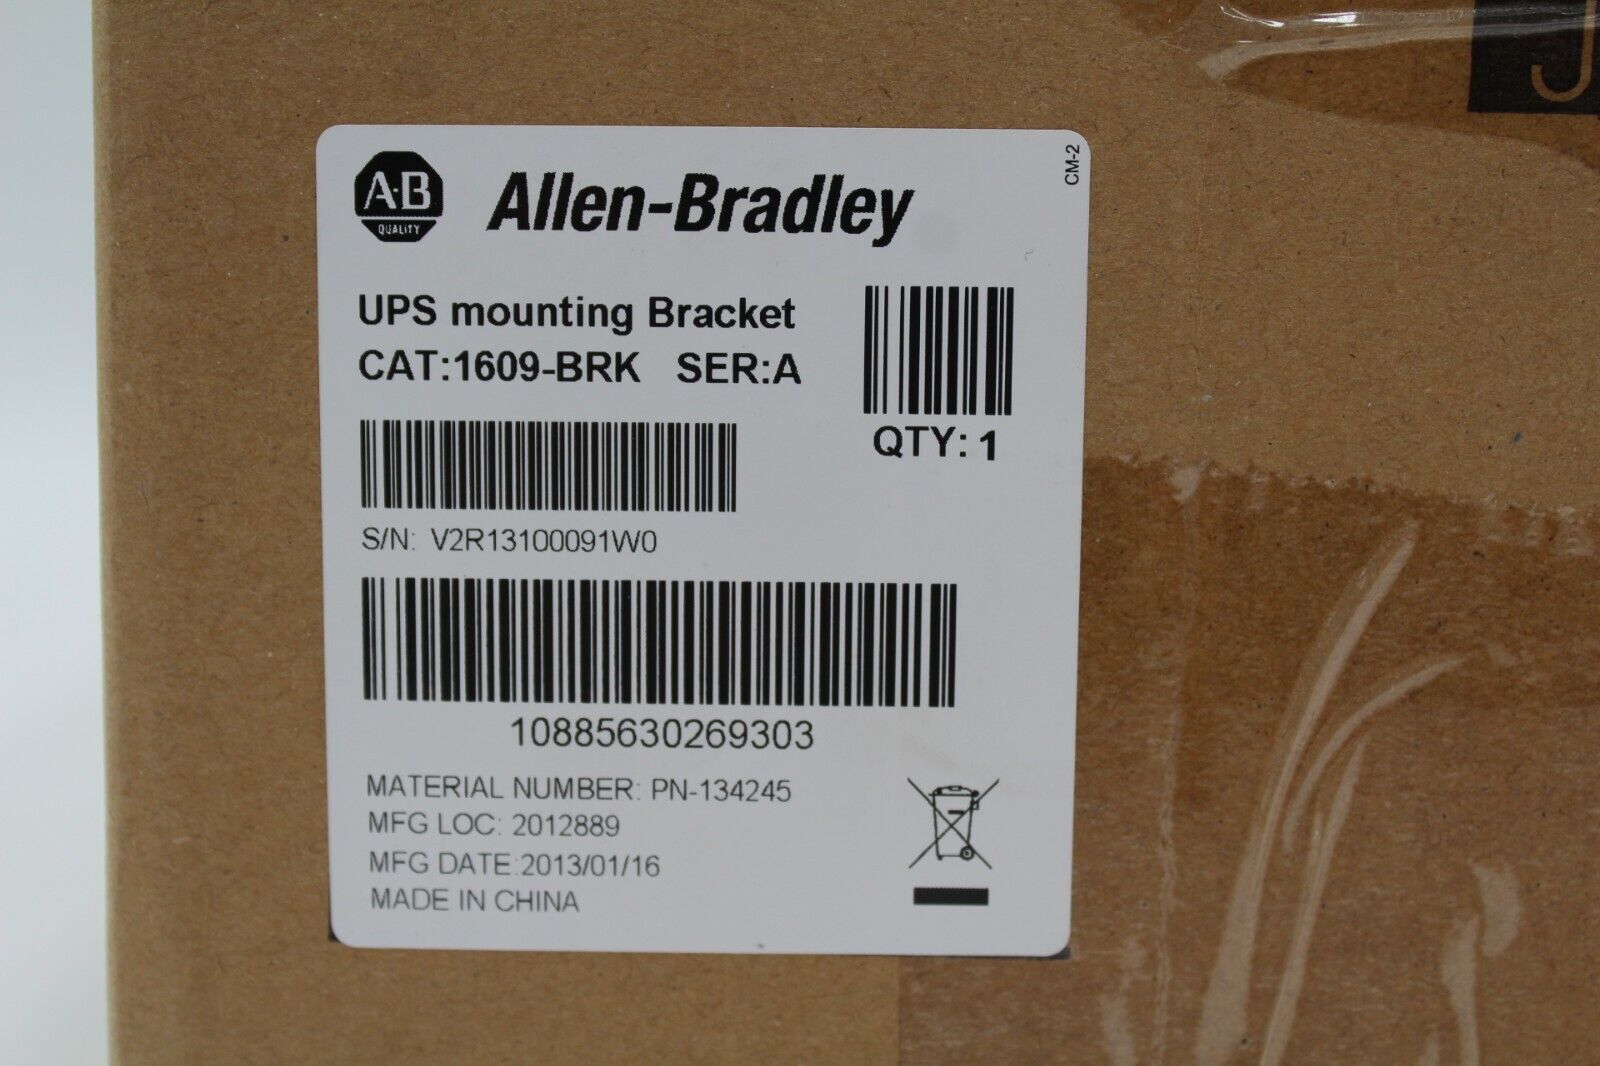 A·B
QUALITY
Allen-Bradley
CM-2
UPS mounting Bracket
CAT:1609-BRK SER:A
QTY: 1
S/N: V2R13100091W0
10885630269303
MATERIAL NUMBER: PN-134245
MFG LOC: 2012889
MFG DATE:2013/01/16
MADE IN CHINA